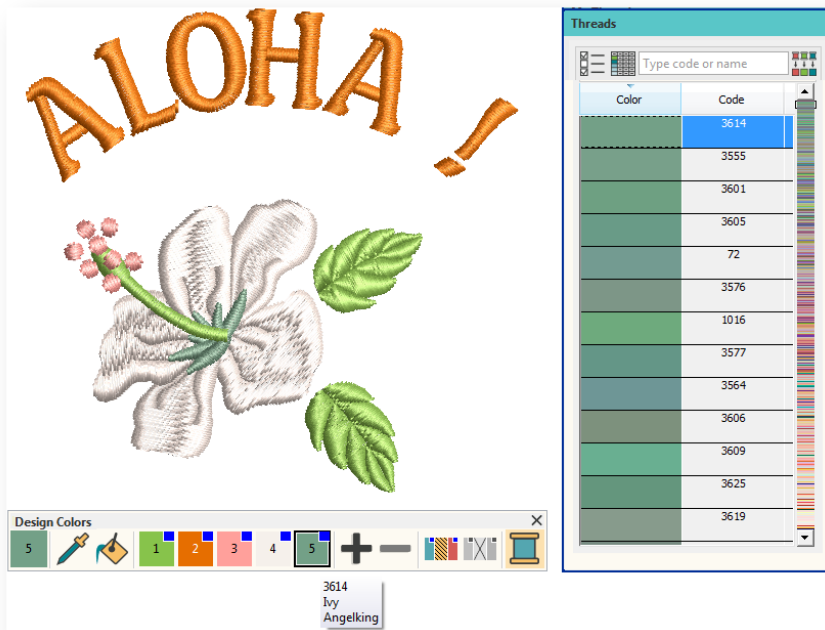 ALOHA!
Threads
Type code or name
Color Code
3614
3555
3601
3605
72
3576
1016
3577
3564
3606
3609
3625
3619
Design Colors
5 1 2 3 4 5
3614
Ivy
Angelking